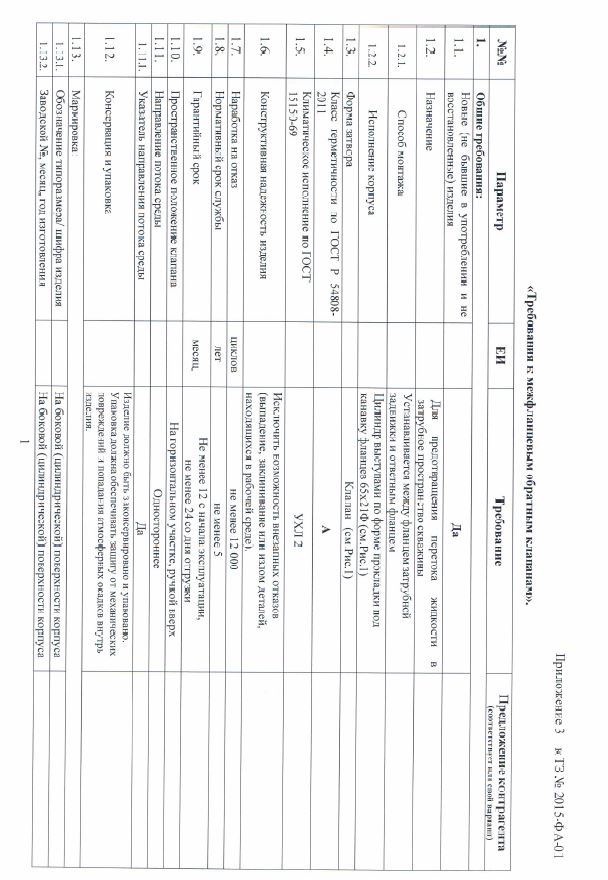 Приложение 3 к ТЗ № 2015-ФА-01
«Требования к межфланцевым обратным клапанам».
№№ Параметр ЕИ Требование Предложение контрагента
(соответствует или свой вариант)
1. Общие требования:
1.1. Новые (не бывшие в употреблении и не Да
восстановленные) изделия
1.2. Назначение Для предотвращения перетока жидкости в
затрубное пространство скважины
1.2.1. Способ монтажа Устанавливается между фланцем затрубной
задвижки и ответным фланцем
1.2.2. Исполнение корпуса Цилиндр выступами по форме прокладки под
канавку фланцев 65х21Ф (см.Рис.1)
1.3. Форма затвора Клапан (см.Рис.1)
1.4. Класс герметичности по ГОСТ Р 54808- А
2011
1.5. Климатическое исполнение по ГОСТ УХЛ 2
15150-69
1.6. Конструктивная надежность изделия Исключить возможность внезапных отказов
(выпадение, заклинивание или излом деталей,
находящихся в рабочей среде).
1.7. Наработка на отказ циклов не менее 12 000
1.8. Нормативный срок службы лет не менее 5
1.9. Гарантийный срок месяц Не менее 12 с начала эксплуатации,
не менее 24 со дня отгрузки
1.10. Пространственное положение клапана На горизонтальном участке, ручкой вверх
1.11. Направление потока среды Одностороннее
1.11.1. Указатель направления потока среды Да
1.12. Консервация и упаковка Изделие должно быть законсервировано и упаковано.
Упаковка должна обеспечивать защиту от механических
повреждений и попадания атмосферных осадков внутрь
изделия.
1.13. Маркировка:
1.13.1. Обозначение типоразмера/ шифра изделия На боковой (цилиндрической) поверхности корпуса
1.13.2. Заводской №, месяц, год изготовления На боковой (цилиндрической) поверхности корпуса
1